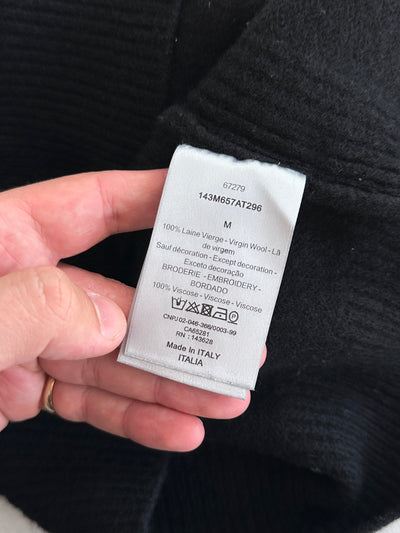 67279
143M657AT296
M
100% Laine Vierge - Virgin Wool - Lã
de virgem
Sauf décoration - Except decoration -
Exceto decoração
BRODERIE - EMBROIDERY -
BORDADO
100% Viscose - Viscose - Viscose
CNPJ 02-046-366/0003-99
CA65281
RN : 143628
Made in ITALY
ITALIA